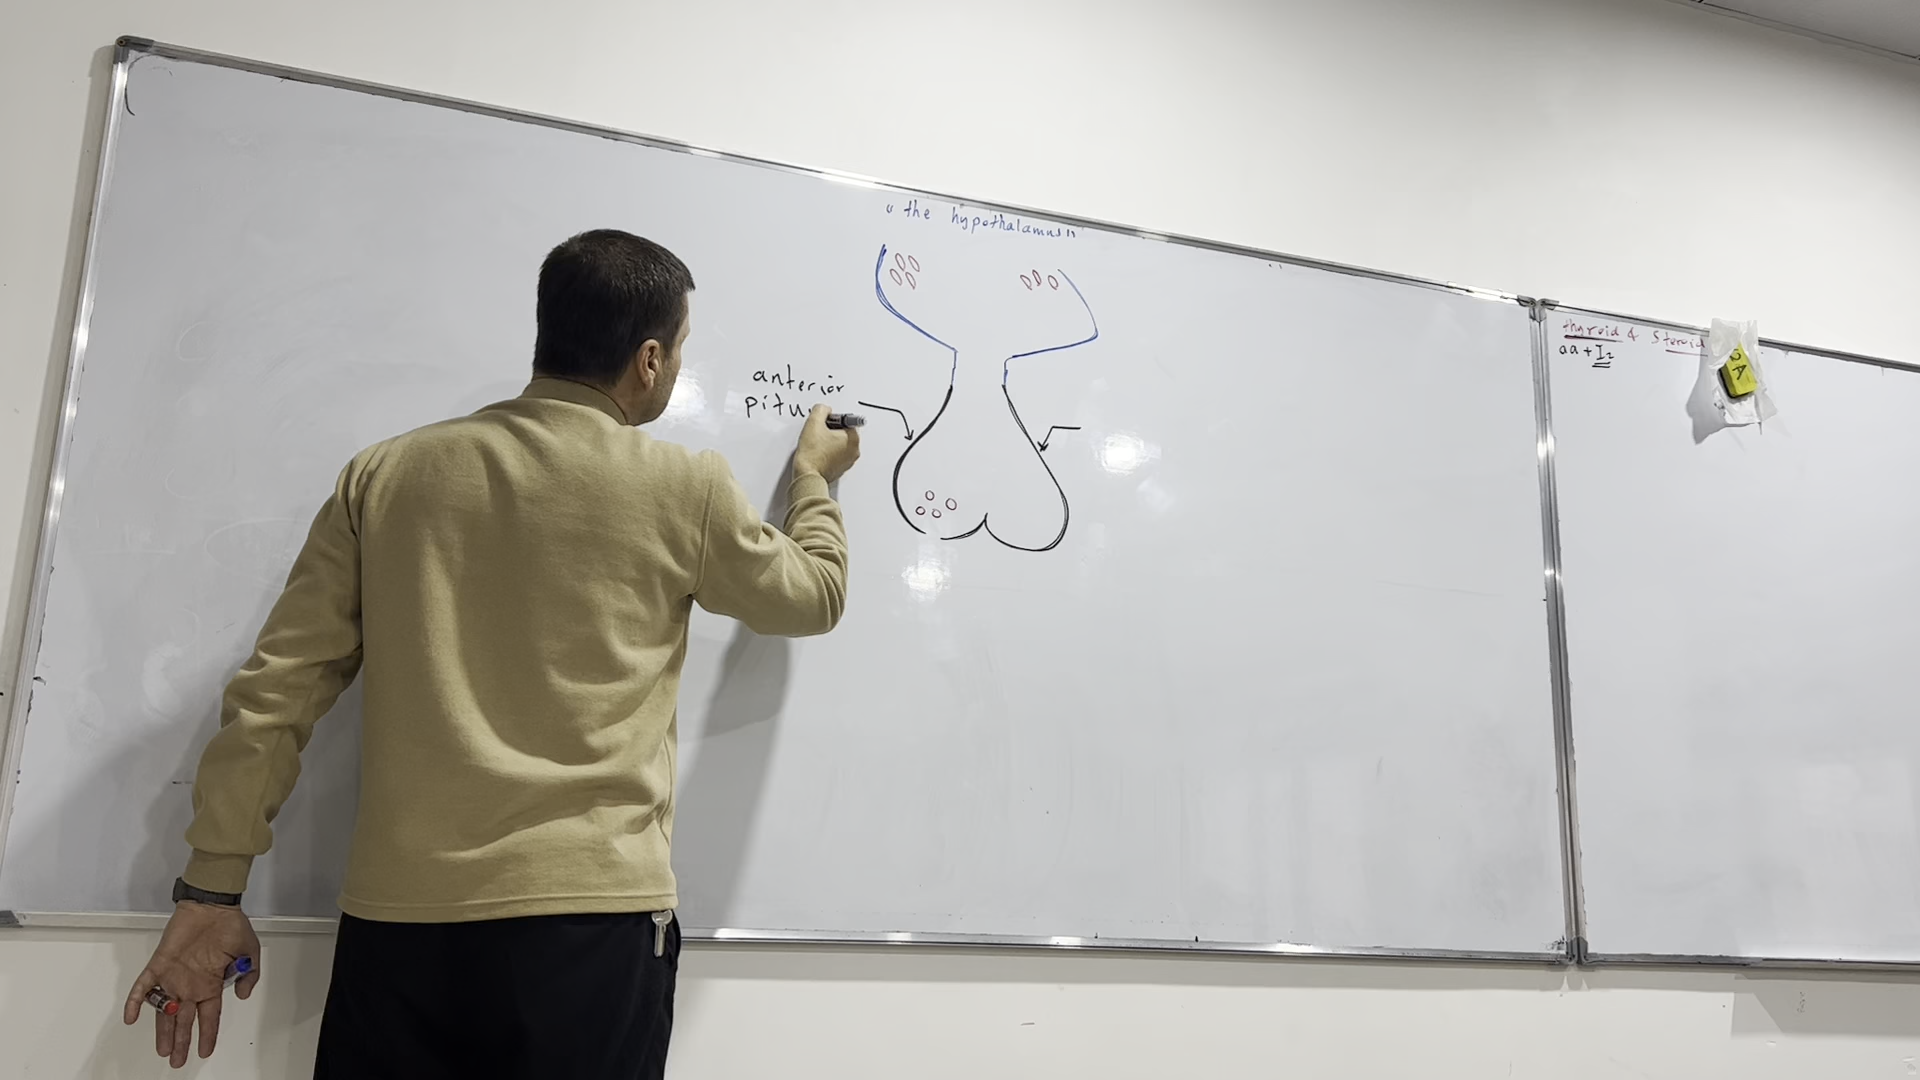 " the hypothalamus "
anterior
pitu
thyroid & Steroid
aa + I2